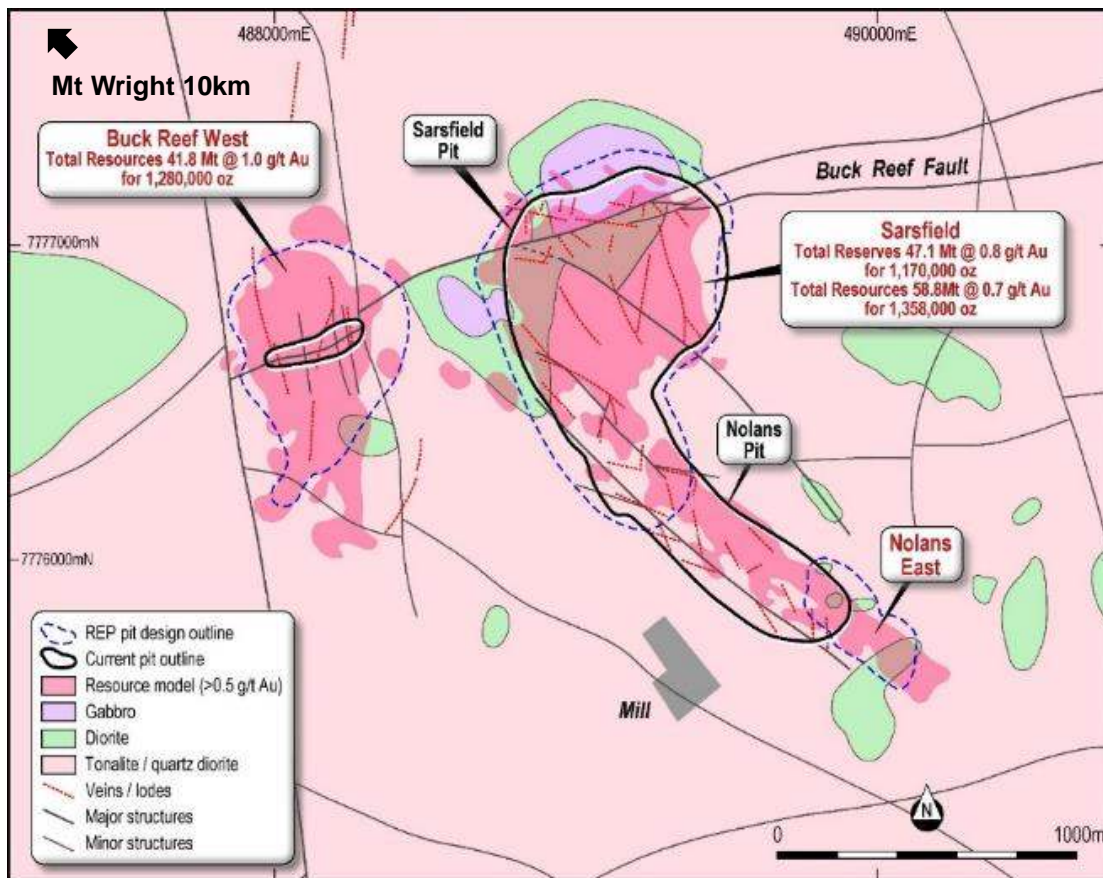 488000mE
490000mE
Mt Wright 10km
Buck Reef West
Total Resources 41.8 Mt @ 1.0 g/t Au
for 1,280,000 oz
Sarsfield
Pit
Buck Reef Fault
7777000mN
Sarsfield
Total Reserves 47.1 Mt @ 0.8 g/t Au
for 1,170,000 oz
Total Resources 58.8Mt @ 0.7 g/t Au
for 1,358,000 oz
Nolans
Pit
7776000mN
Nolans
East
REP pit design outline
Current pit outline
Resource model (>0.5 g/t Au)
Gabbro
Diorite
Tonalite / quartz diorite
Veins / lodes
Major structures
Minor structures
Mill
N
0
1000m